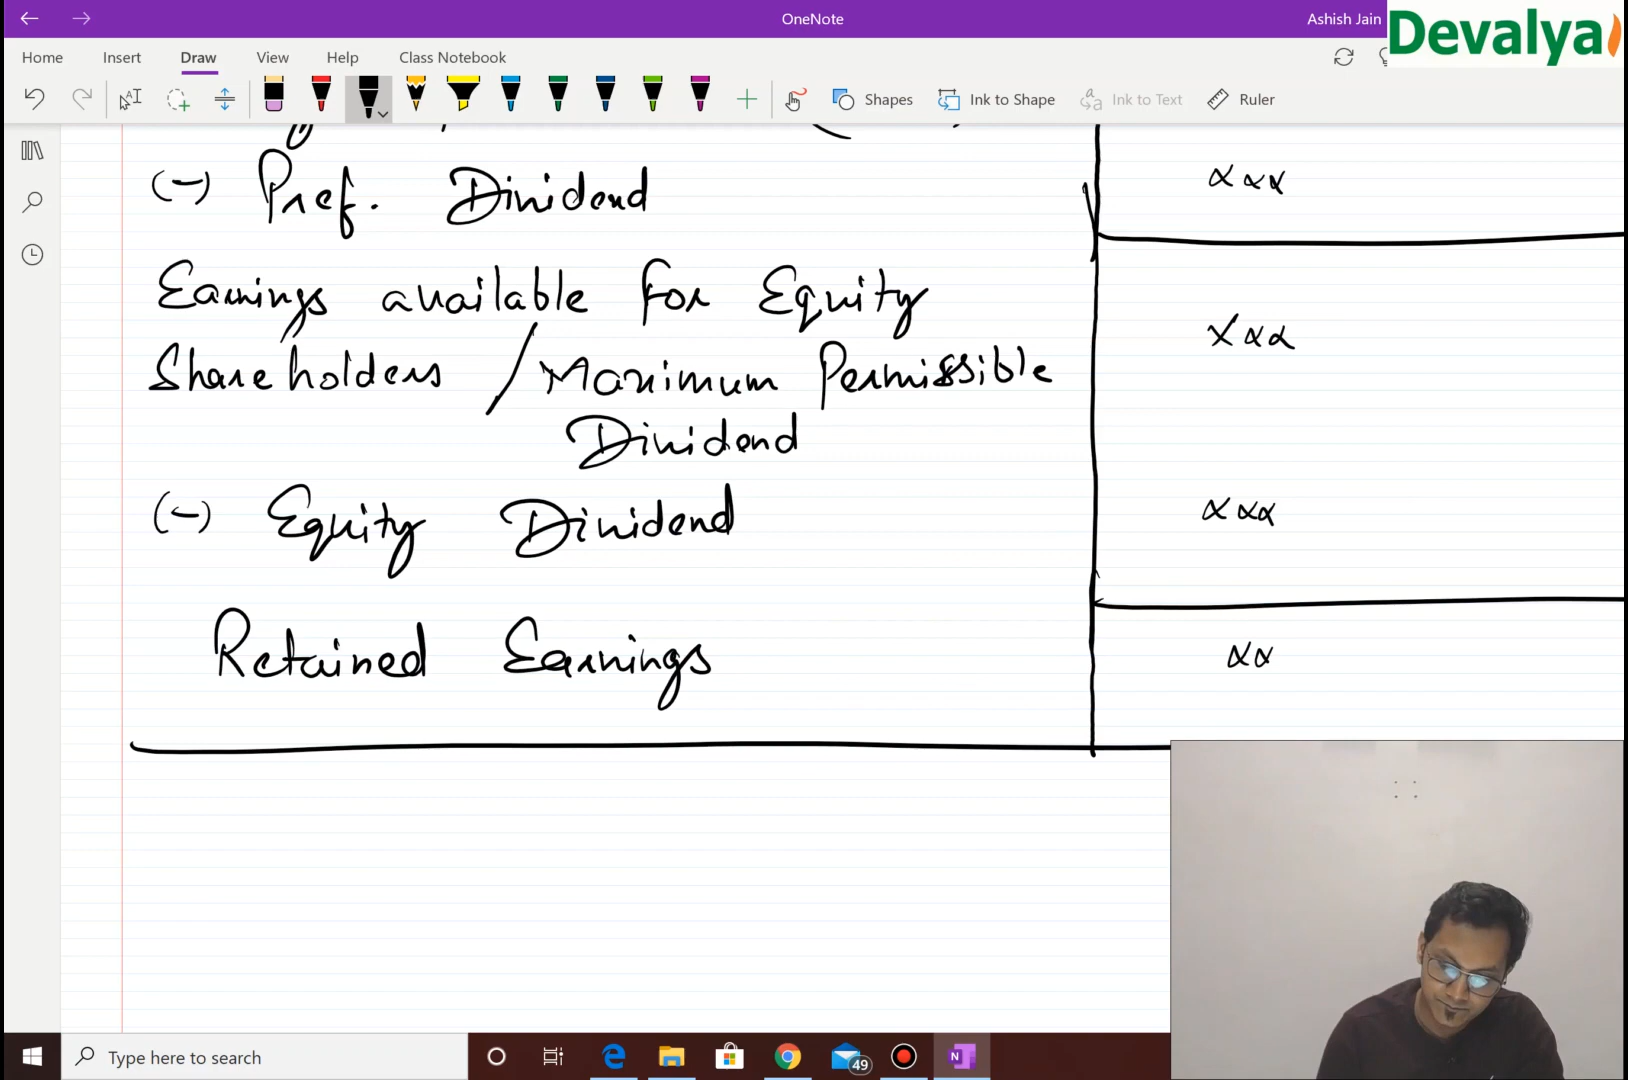 OneNote
Ashish Jain
Devalya
Home Insert Draw View Help Class Notebook
Shapes Ink to Shape Ink to Text Ruler
(-) Pref. Dividend xxx
Earnings available for Equity
Shareholders / Maximum Permissible
Dividend
xxx
(-) Equity Dividend xxx
Retained Earnings xx
Type here to search
49
N